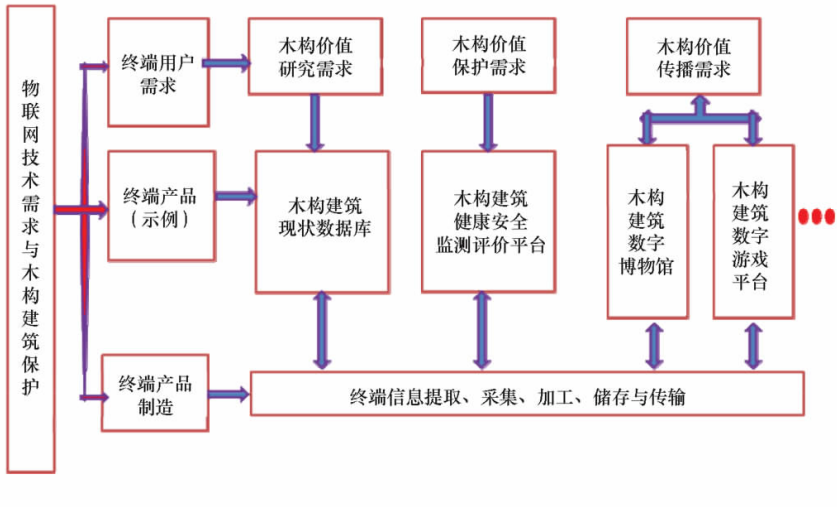 物联网技术需求与木构建筑保护
终端用户
需求
木构价值
研究需求
木构价值
保护需求
木构价值
传播需求
终端产品
（示例）
木构建筑
现状数据库
木构建筑
健康安全
监测评价平台
木构
建筑
数字
博物馆
木构
建筑
数字
游戏
平台
终端产品
制造
终端信息提取、采集、加工、储存与传输